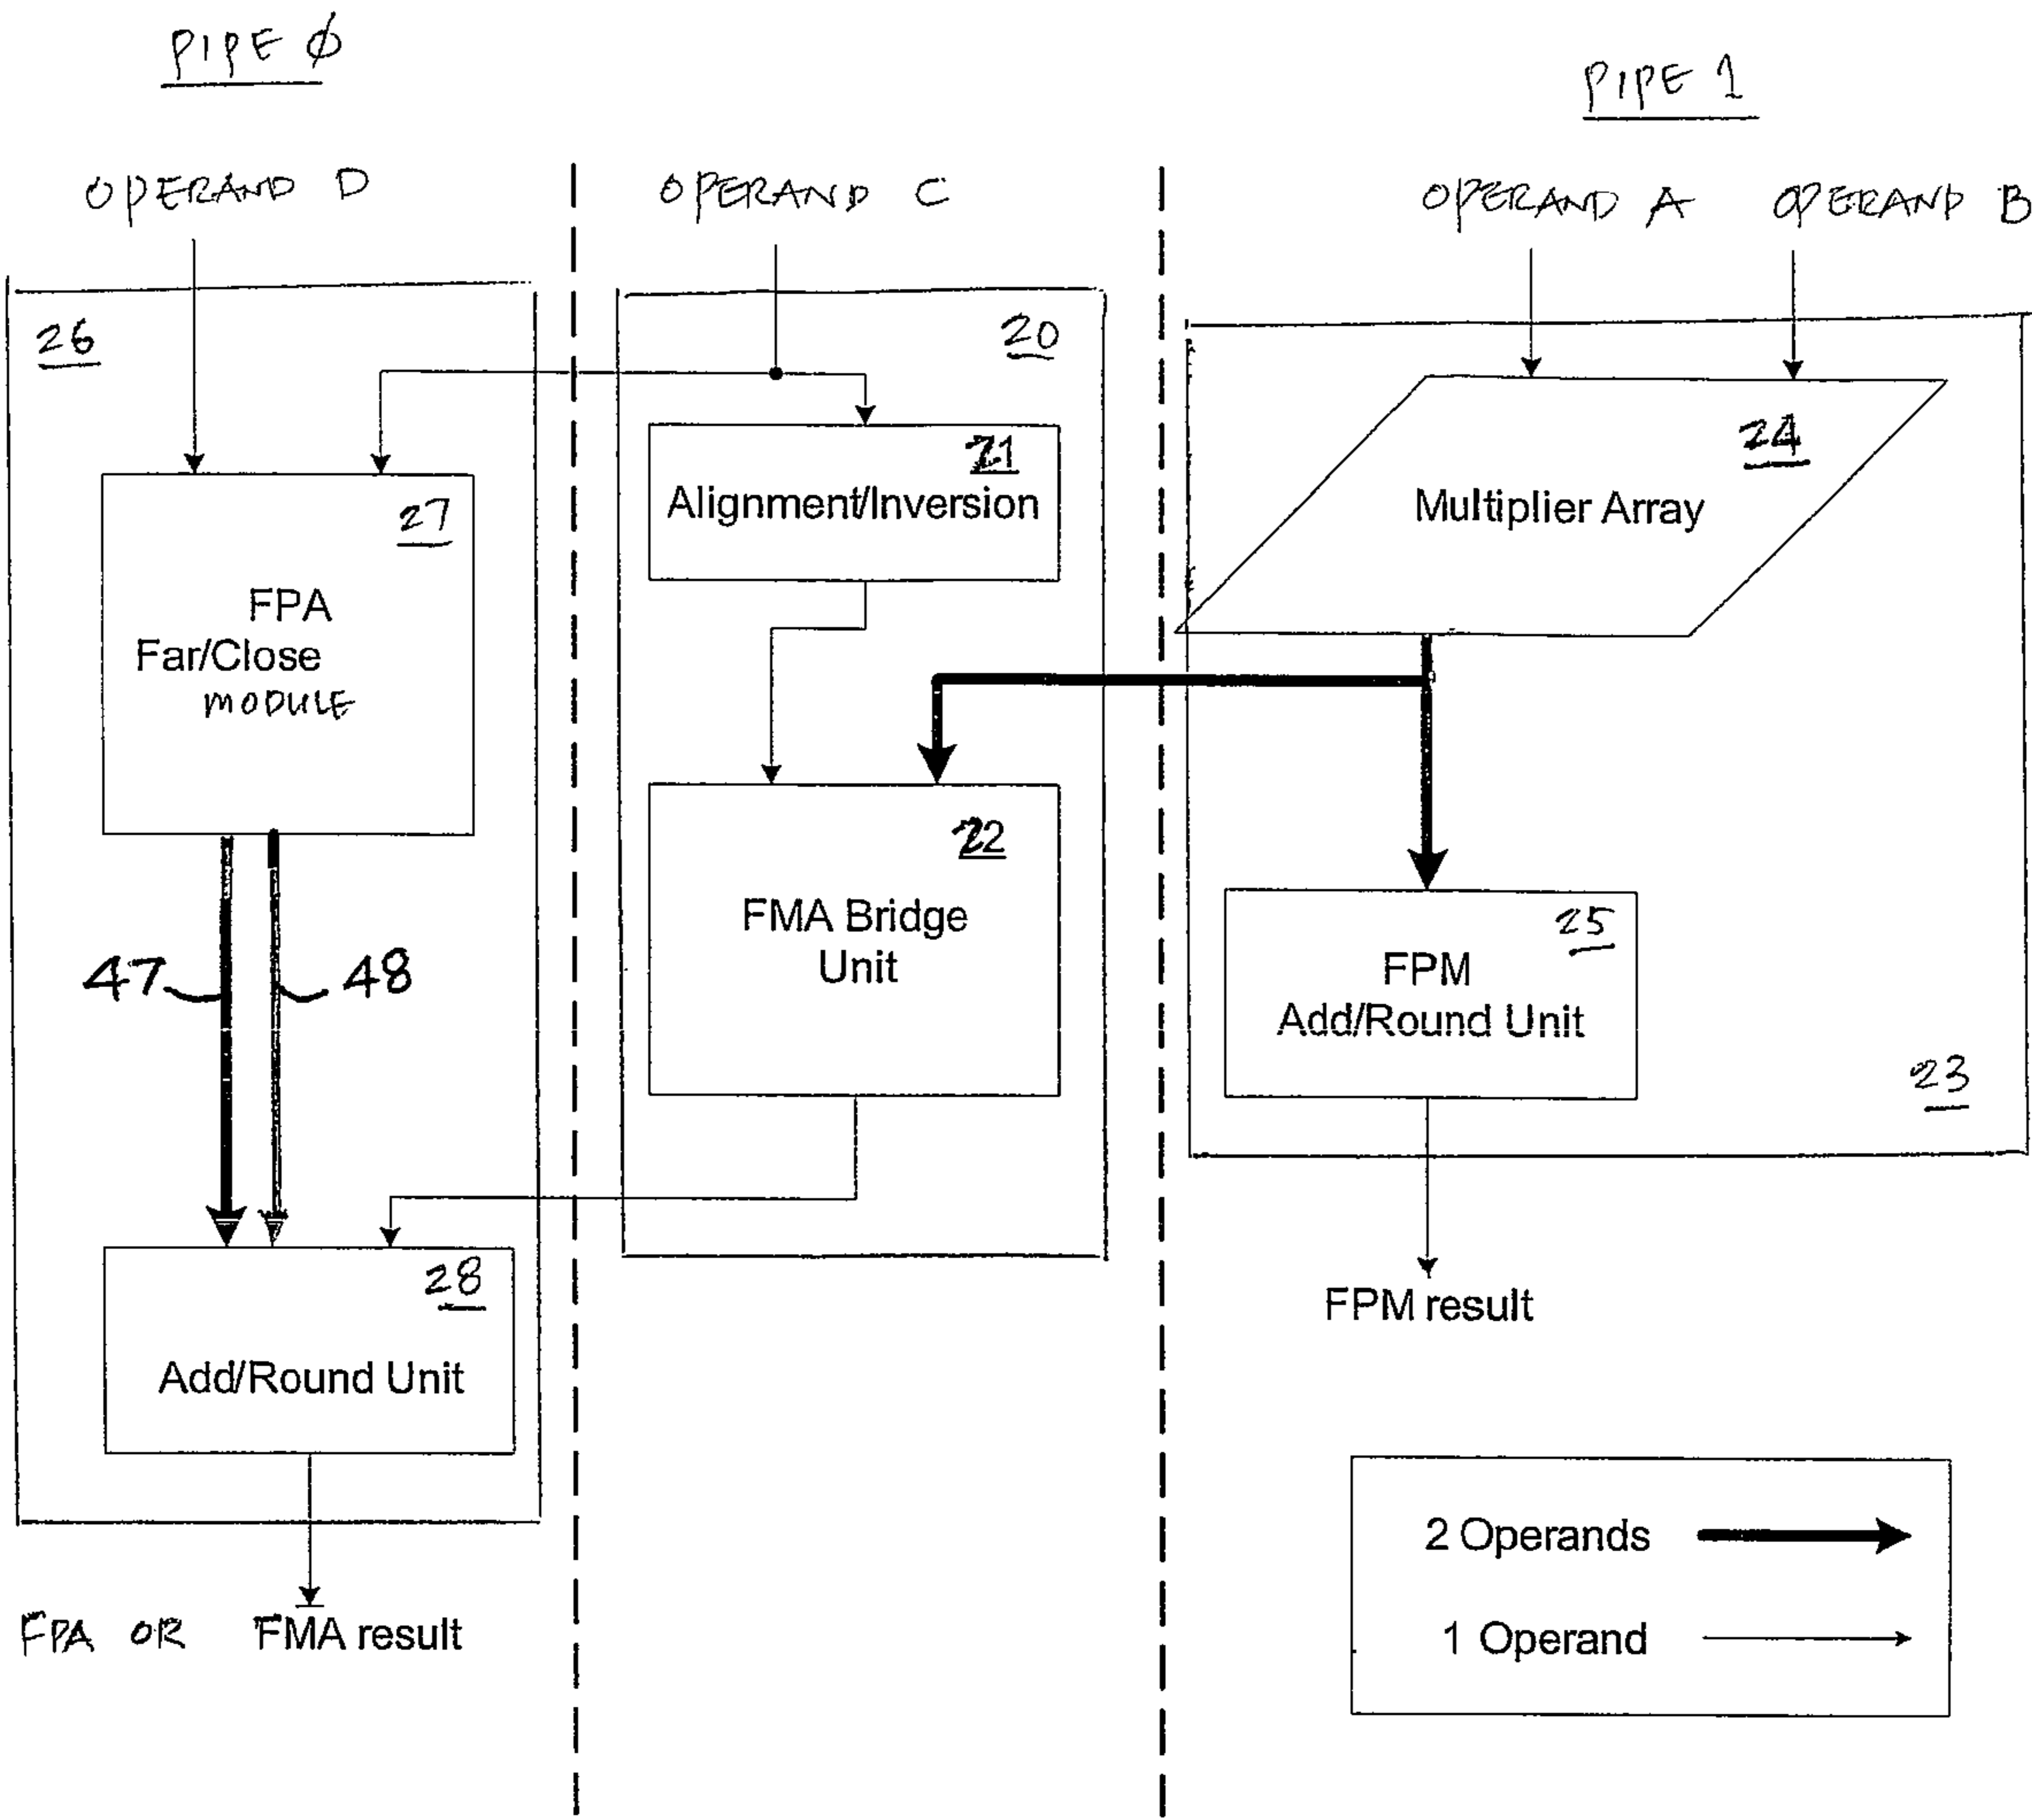 PIPE Ø
PIPE 1
OPERAND D
OPERAND C
OPERAND A
OPERAND B
26
27
FPA
Far/Close
MODULE
47
48
28
Add/Round Unit
FPA OR FMA result
20
21
Alignment/Inversion
22
FMA Bridge
Unit
24
Multiplier Array
25
FPM
Add/Round Unit
23
FPM result
2 Operands
1 Operand